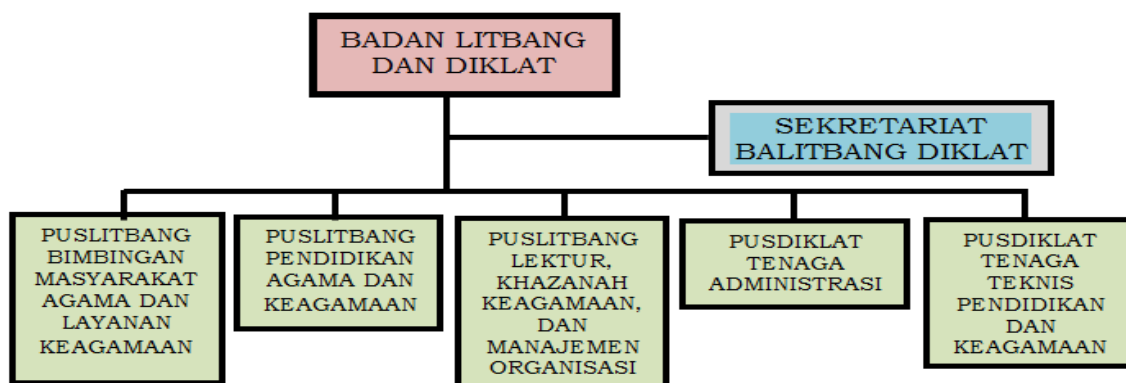 BADAN LITBANG
DAN DIKLAT
SEKRETARIAT
BALITBANG DIKLAT
PUSLITBANG
BIMBINGAN
MASYARAKAT
AGAMA DAN
LAYANAN
KEAGAMAAN
PUSLITBANG
PENDIDIKAN
AGAMA DAN
KEAGAMAAN
PUSLITBANG
LEKTUR,
KHAZANAH
KEAGAMAAN,
DAN
MANAJEMEN
ORGANISASI
PUSDIKLAT
TENAGA
ADMINISTRASI
PUSDIKLAT
TENAGA
TEKNIS
PENDIDIKAN
DAN
KEAGAMAAN